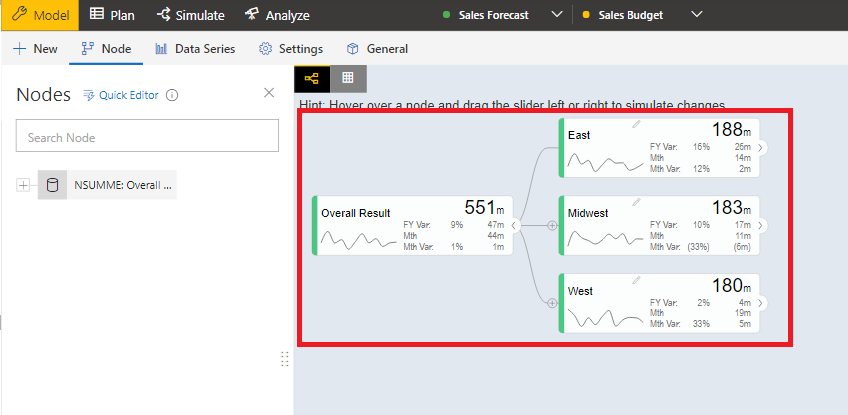 Model Plan Simulate Analyze Sales Forecast Sales Budget
New Node Data Series Settings General
Nodes Quick Editor
Search Node
NSUMME: Overall ...
Hint: Hover over a node and drag the slider left or right to simulate changes
Overall Result 551m
FY Var: 9% 47m
Mth 44m
Mth Var: 1% 1m
East 188m
FY Var: 16% 26m
Mth 14m
Mth Var: 12% 2m
Midwest 183m
FY Var: 10% 17m
Mth 11m
Mth Var: (33%) (6m)
West 180m
FY Var: 2% 4m
Mth 19m
Mth Var: 33% 5m